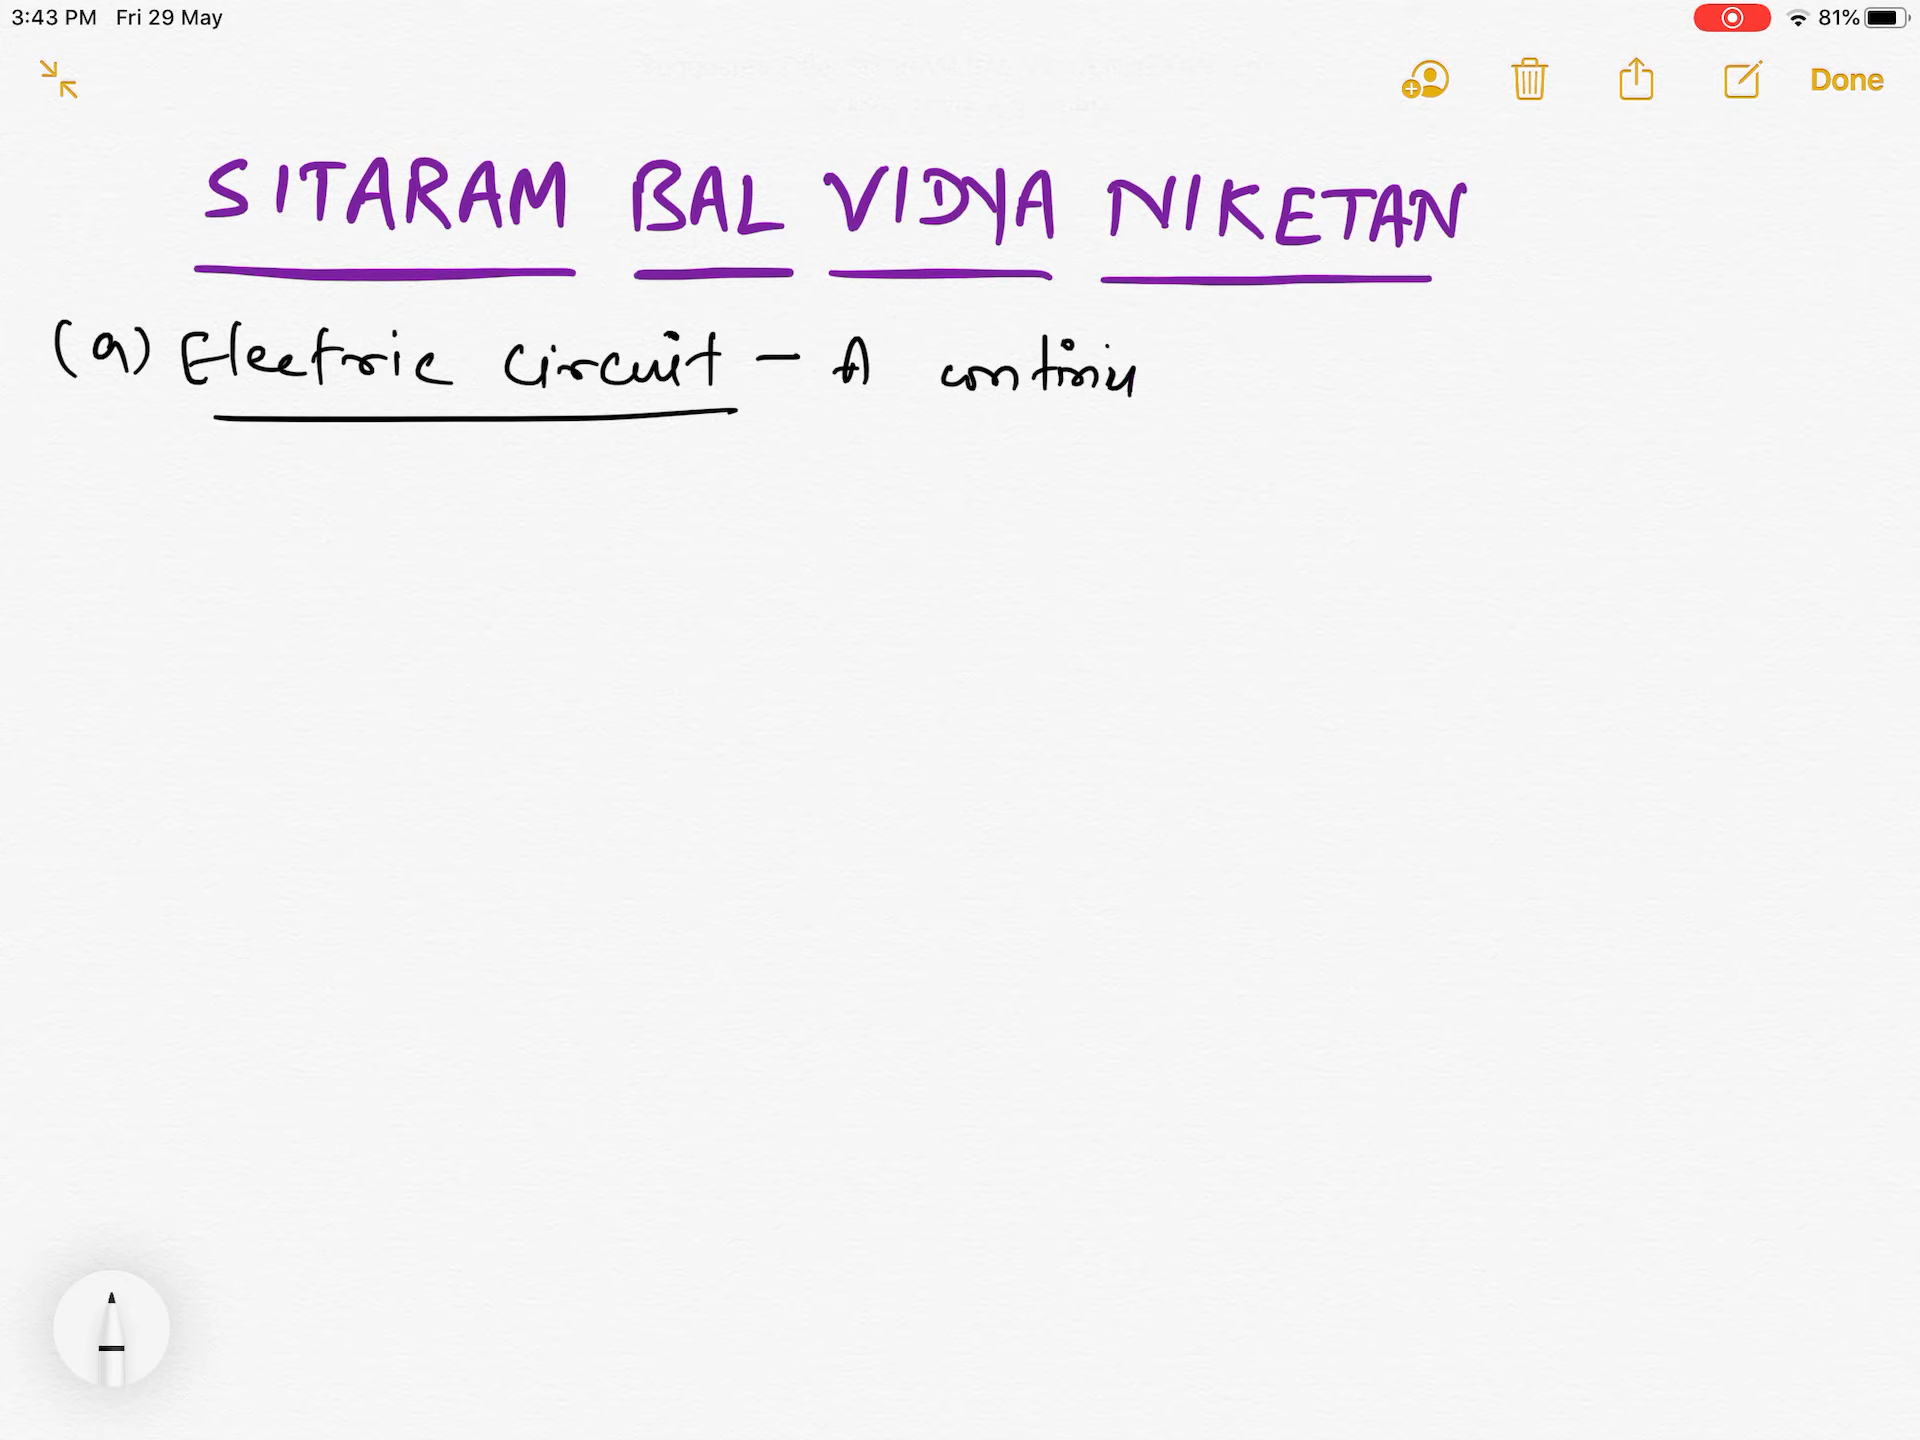 3:43 PM Fri 29 May 81%
Done
SITARAM BAL VIDYA NIKETAN
(a) Electric Circuit - A continu